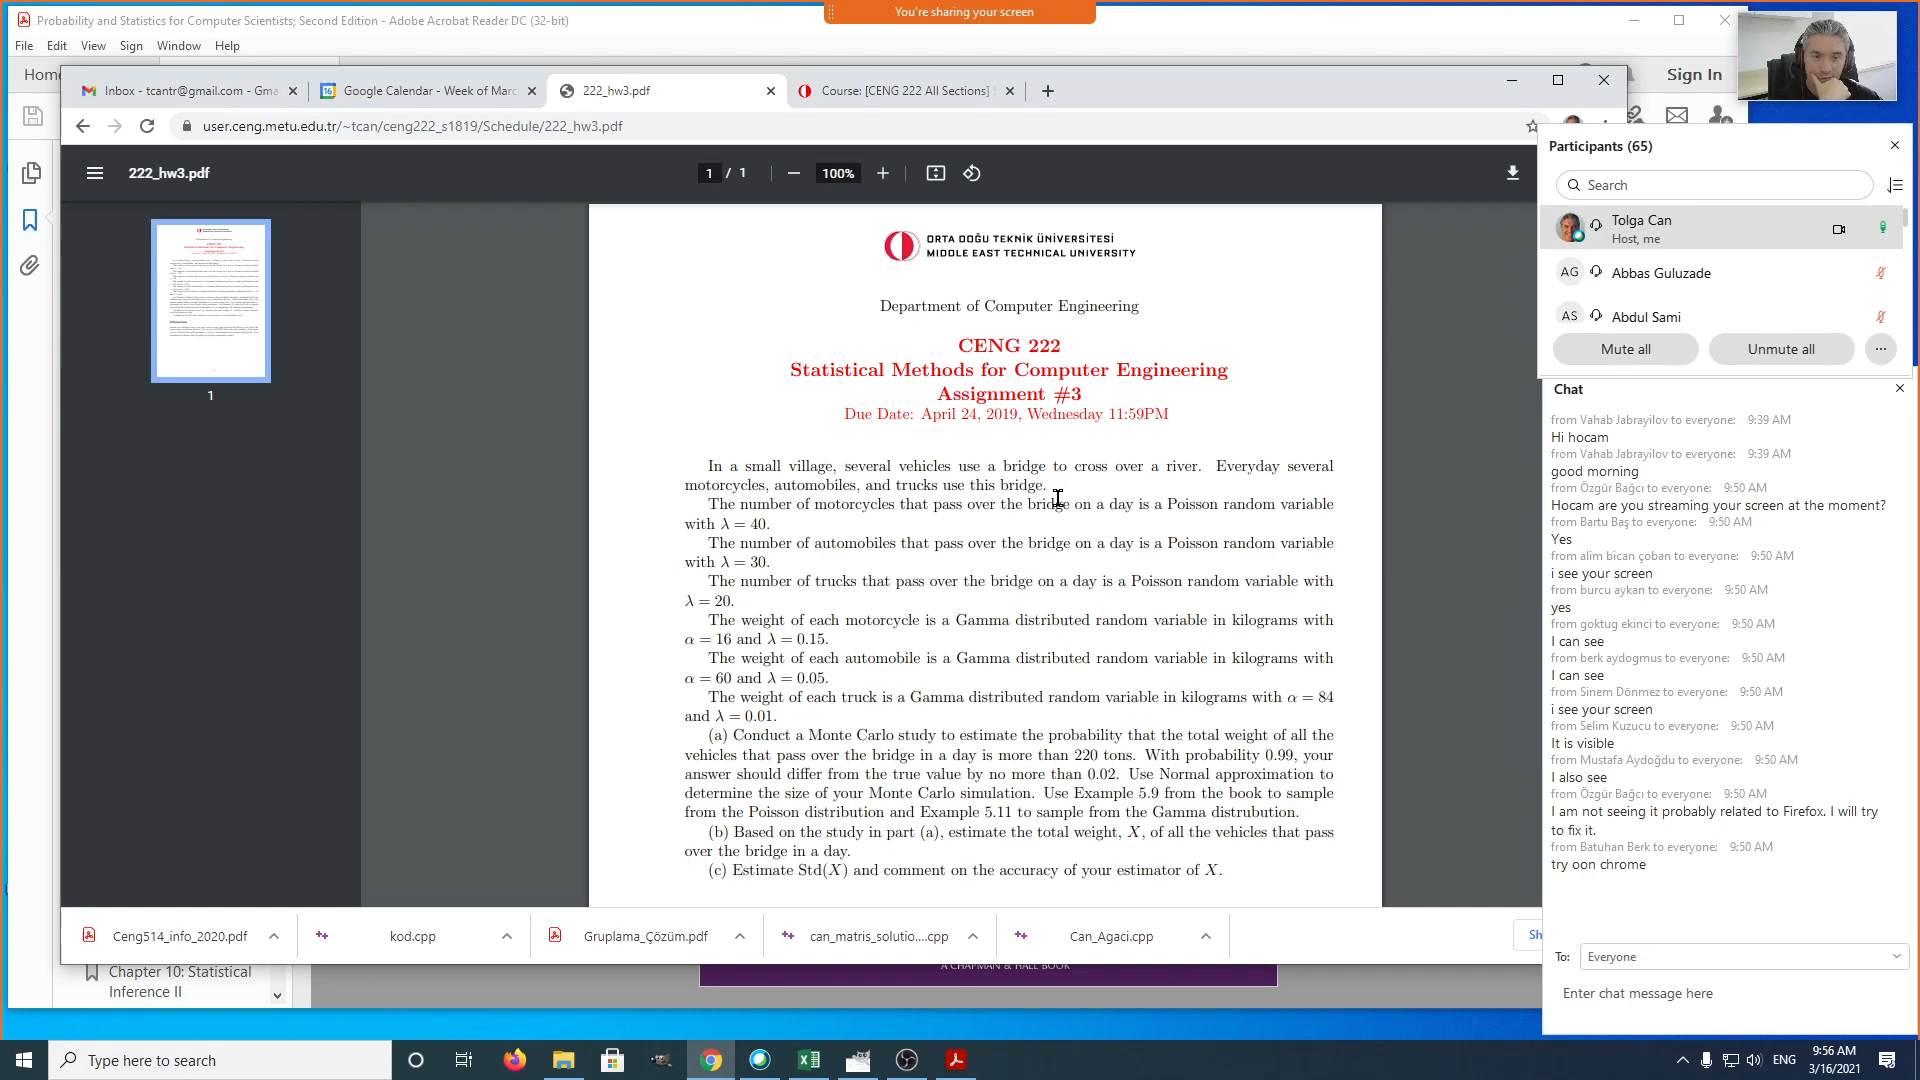 Probability and Statistics for Computer Scientists; Second Edition - Adobe Acrobat Reader DC (32-bit)
You're sharing your screen
File Edit View Sign Window Help
Home
Sign In
Inbox - tcantr@gmail.com - Gma
Google Calendar - Week of Marc
222_hw3.pdf
Course: [CENG 222 All Sections]
user.ceng.metu.edu.tr/~tcan/ceng222_s1819/Schedule/222_hw3.pdf
222_hw3.pdf
1 / 1
100%
1
ORTA DOĞU TEKNİK ÜNİVERSİTESİ
MIDDLE EAST TECHNICAL UNIVERSITY
Department of Computer Engineering
CENG 222
Statistical Methods for Computer Engineering
Assignment #3
Due Date: April 24, 2019, Wednesday 11:59PM
In a small village, several vehicles use a bridge to cross over a river. Everyday several
motorcycles, automobiles, and trucks use this bridge.
The number of motorcycles that pass over the bridge on a day is a Poisson random variable
with λ = 40.
The number of automobiles that pass over the bridge on a day is a Poisson random variable
with λ = 30.
The number of trucks that pass over the bridge on a day is a Poisson random variable with
λ = 20.
The weight of each motorcycle is a Gamma distributed random variable in kilograms with
α = 16 and λ = 0.15.
The weight of each automobile is a Gamma distributed random variable in kilograms with
α = 60 and λ = 0.05.
The weight of each truck is a Gamma distributed random variable in kilograms with α = 84
and λ = 0.01.
(a) Conduct a Monte Carlo study to estimate the probability that the total weight of all the
vehicles that pass over the bridge in a day is more than 220 tons. With probability 0.99, your
answer should differ from the true value by no more than 0.02. Use Normal approximation to
determine the size of your Monte Carlo simulation. Use Example 5.9 from the book to sample
from the Poisson distribution and Example 5.11 to sample from the Gamma distrubution.
(b) Based on the study in part (a), estimate the total weight, X, of all the vehicles that pass
over the bridge in a day.
(c) Estimate Std(X) and comment on the accuracy of your estimator of X.
Ceng514_info_2020.pdf
kod.cpp
Gruplama_Çözüm.pdf
can_matris_solutio....cpp
Can_Agaci.cpp
Sh
Chapter 10: Statistical
Inference II
A CHAPMAN & HALL BOOK
Participants (65)
Search
Tolga Can
Host, me
AG Abbas Guluzade
AS Abdul Sami
Mute all
Unmute all
Chat
from Vahab Jabrayilov to everyone: 9:39 AM
Hi hocam
from Vahab Jabrayilov to everyone: 9:39 AM
good morning
from Özgür Bağcı to everyone: 9:50 AM
Hocam are you streaming your screen at the moment?
from Bartu Baş to everyone: 9:50 AM
Yes
from alim bican çoban to everyone: 9:50 AM
i see your screen
from burcu aykan to everyone: 9:50 AM
yes
from goktug ekinci to everyone: 9:50 AM
I can see
from berk aydogmus to everyone: 9:50 AM
I can see
from Sinem Dönmez to everyone: 9:50 AM
i see your screen
from Selim Kuzucu to everyone: 9:50 AM
It is visible
from Mustafa Aydoğdu to everyone: 9:50 AM
I also see
from Özgür Bağcı to everyone: 9:50 AM
I am not seeing it probably related to Firefox. I will try
to fix it.
from Batuhan Berk to everyone: 9:50 AM
try oon chrome
To: Everyone
Enter chat message here
Type here to search
ENG
9:56 AM
3/16/2021